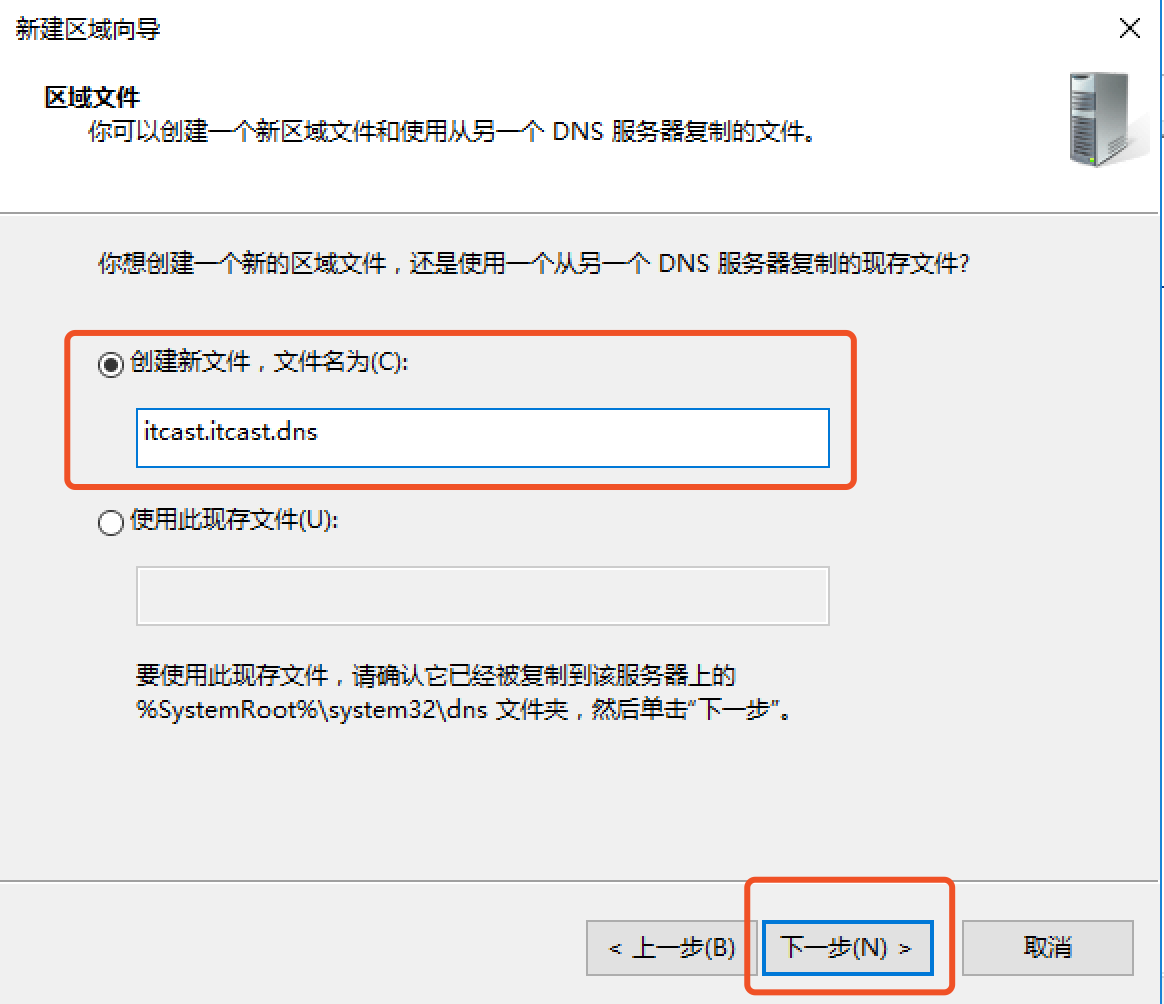 新建区域向导
区域文件
你可以创建一个新区域文件和使用从另一个 DNS 服务器复制的文件。
你想创建一个新的区域文件，还是使用一个从另一个 DNS 服务器复制的现存文件?
创建新文件，文件名为(C):
itcast.itcast.dns
使用此现存文件(U):
要使用此现存文件，请确认它已经被复制到该服务器上的
%SystemRoot%\system32\dns 文件夹，然后单击“下一步”。
< 上一步(B)
下一步(N) >
取消